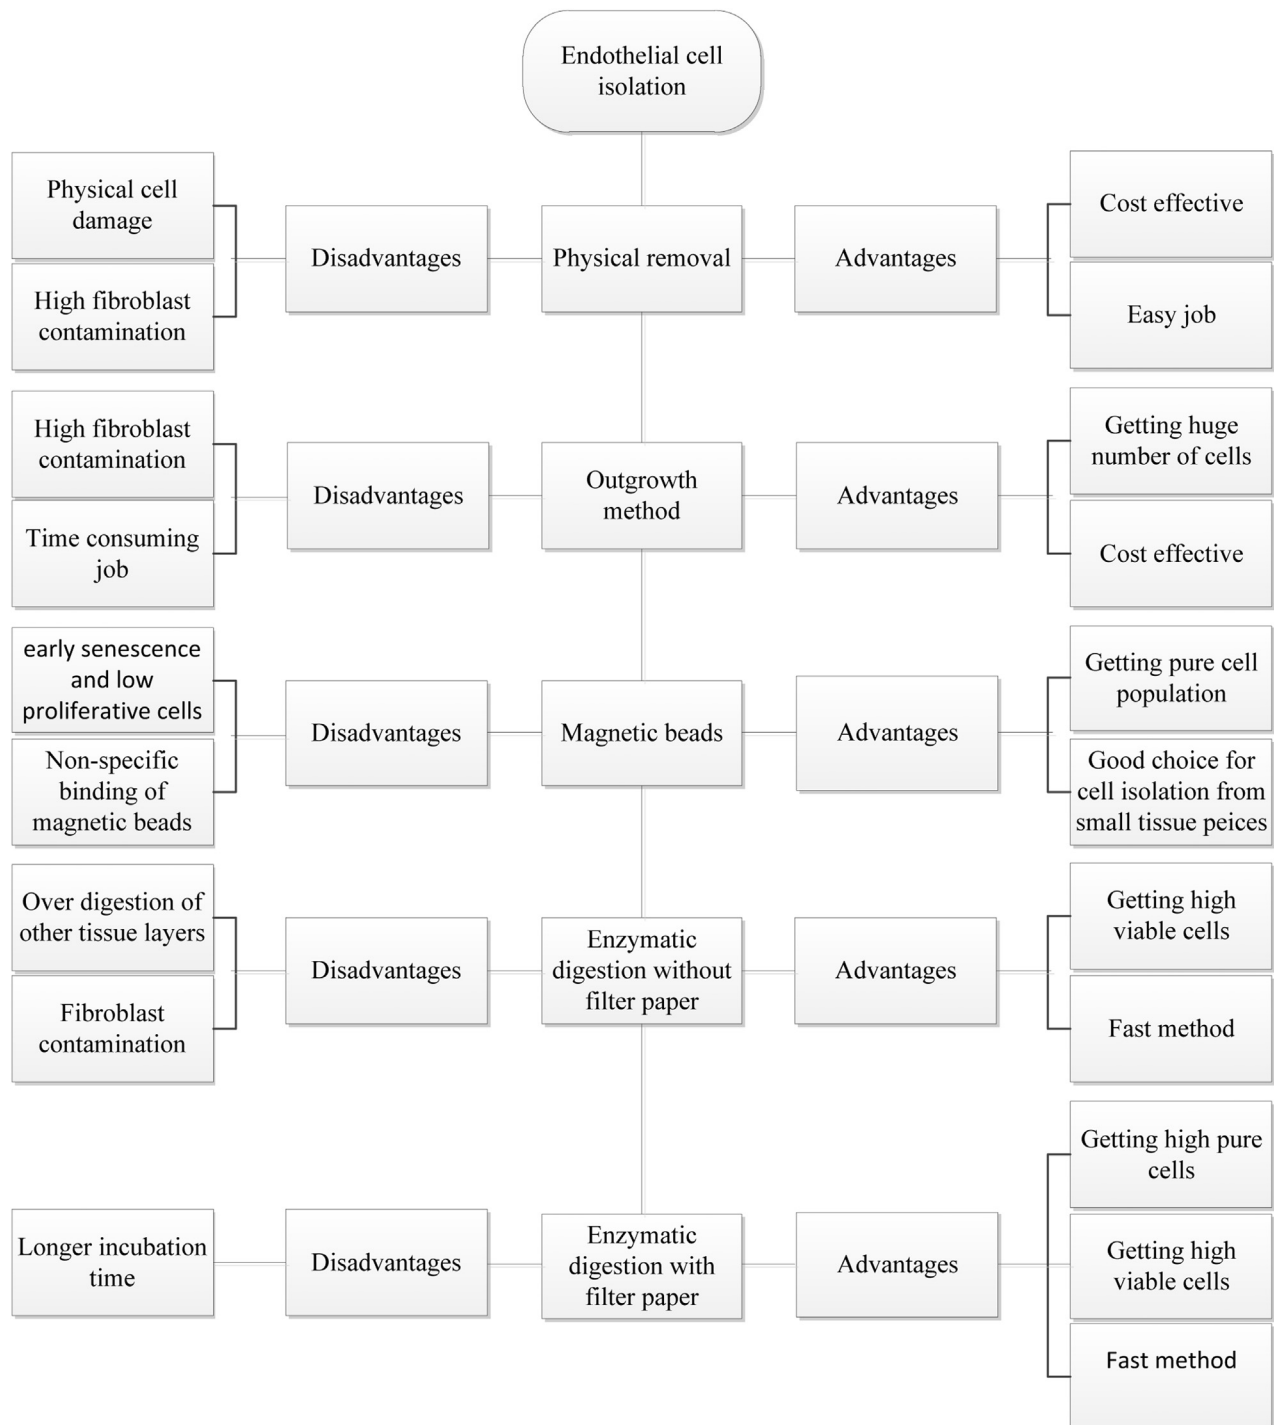 Endothelial cell
isolation
Physical cell
damage
High fibroblast
contamination
Disadvantages
Physical removal
Advantages
Cost effective
Easy job
High fibroblast
contamination
Time consuming
job
Disadvantages
Outgrowth
method
Advantages
Getting huge
number of cells
Cost effective
early senescence
and low
proliferative cells
Non-specific
binding of
magnetic beads
Disadvantages
Magnetic beads
Advantages
Getting pure cell
population
Good choice for
cell isolation from
small tissue peices
Over digestion of
other tissue layers
Fibroblast
contamination
Disadvantages
Enzymatic
digestion without
filter paper
Advantages
Getting high
viable cells
Fast method
Longer incubation
time
Disadvantages
Enzymatic
digestion with
filter paper
Advantages
Getting high pure
cells
Getting high
viable cells
Fast method